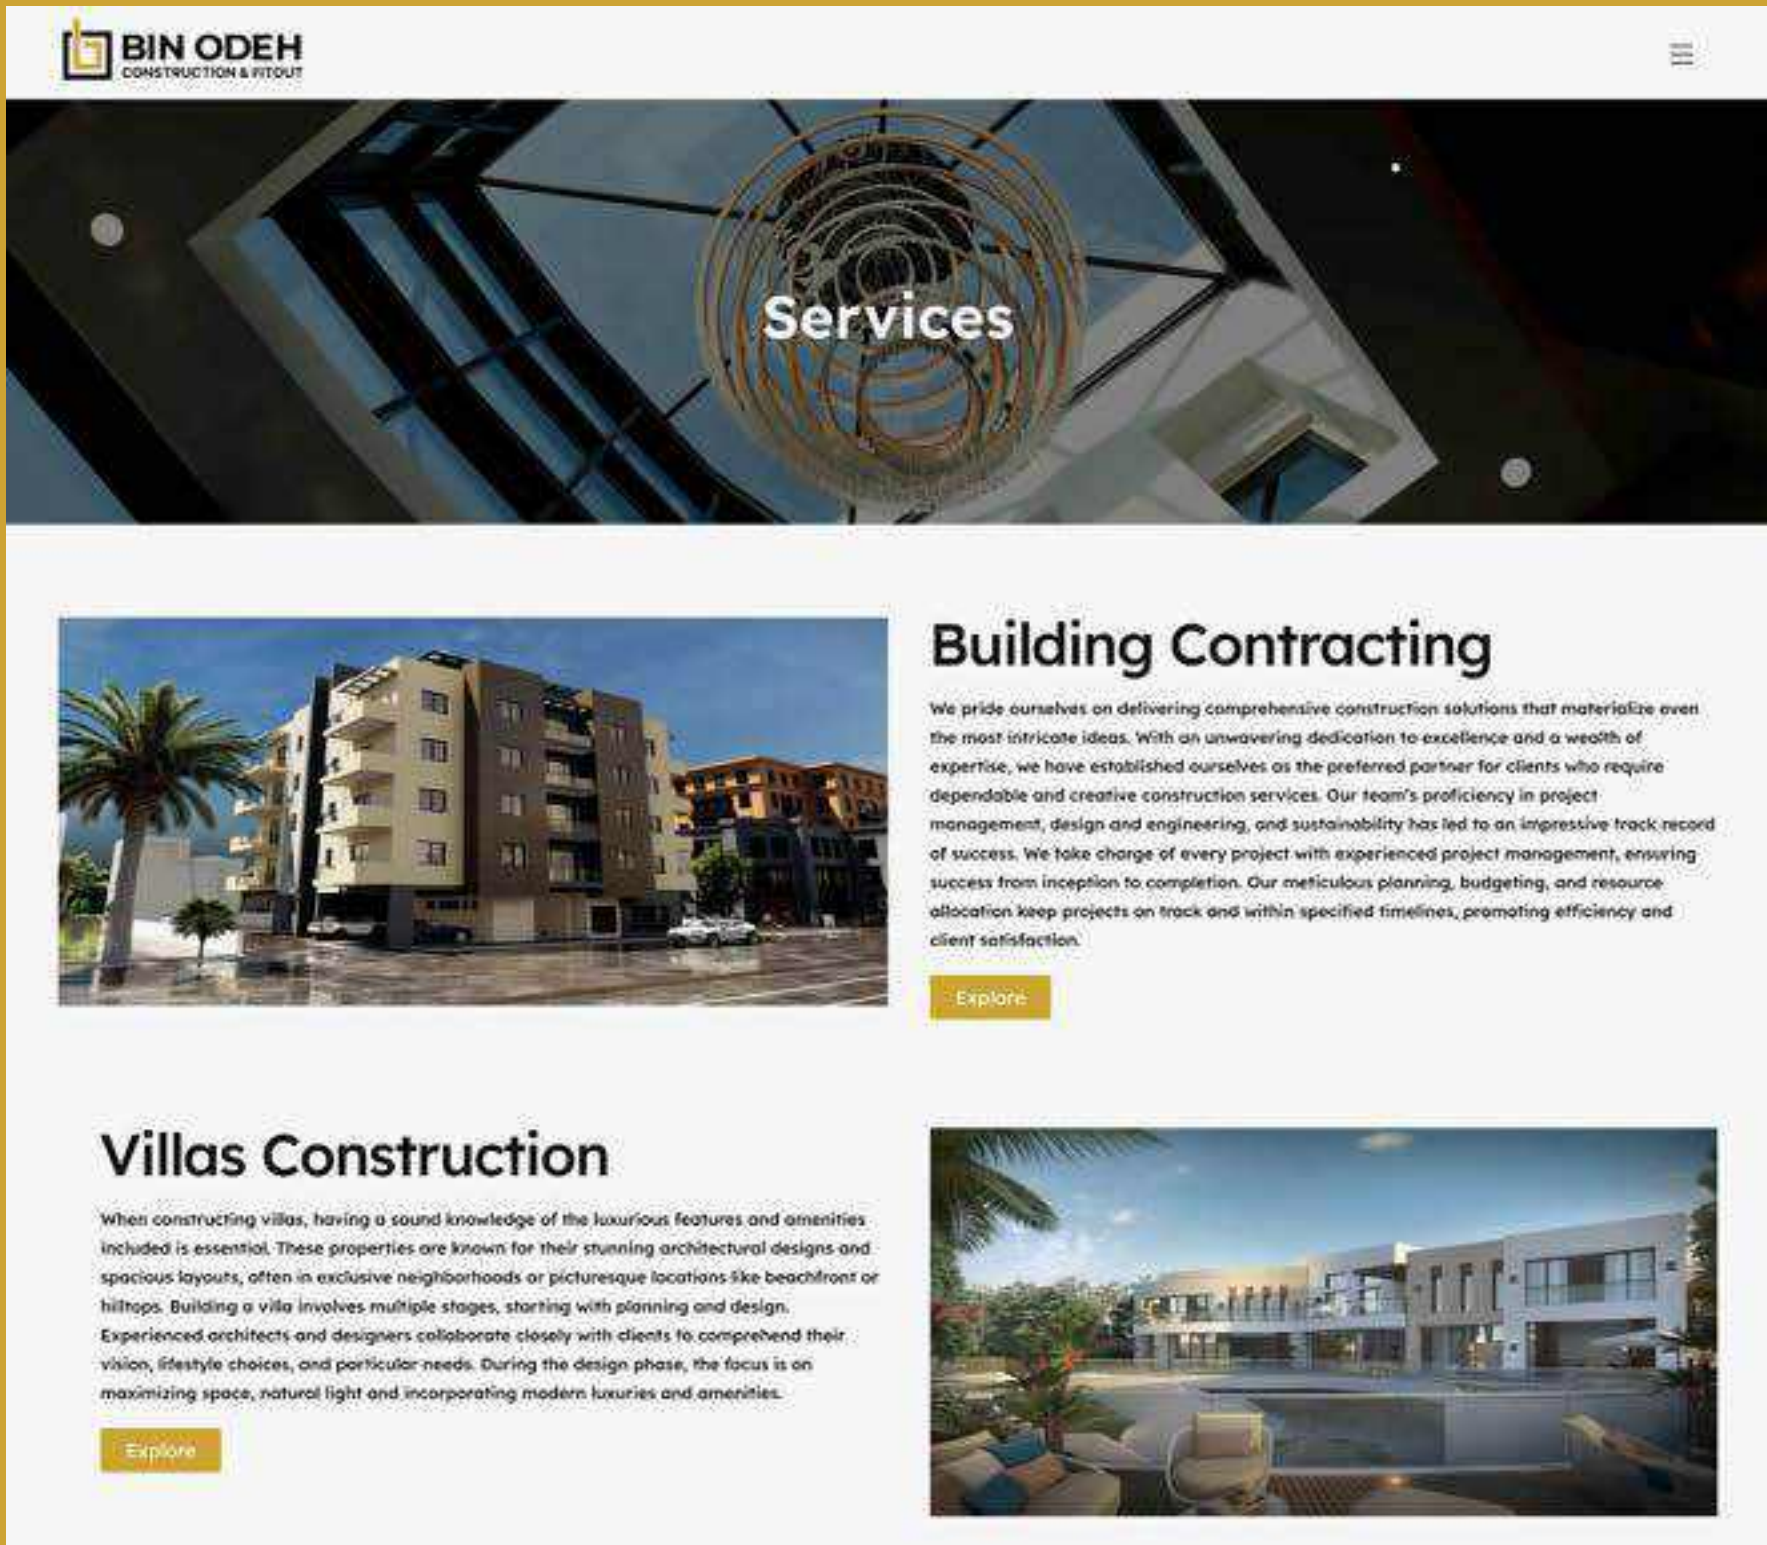 BIN ODEH
CONSTRUCTION & FITOUT
Services
Building Contracting
We pride ourselves on delivering comprehensive construction solutions that materialize even
the most intricate ideas. With an unwavering dedication to excellence and a wealth of
expertise, we have established ourselves as the preferred partner for clients who require
dependable and creative construction services. Our team's proficiency in project
management, design and engineering, and sustainability has led to an impressive track record
of success. We take charge of every project with experienced project management, ensuring
success from inception to completion. Our meticulous planning, budgeting, and resource
allocation keep projects on track and within specified timelines, promoting efficiency and
client satisfaction.
Explore
Villas Construction
When constructing villas, having a sound knowledge of the luxurious features and amenities
included is essential. These properties are known for their stunning architectural designs and
spacious layouts, often in exclusive neighborhoods or picturesque locations like beachfront or
hilltops. Building a villa involves multiple stages, starting with planning and design.
Experienced architects and designers collaborate closely with clients to comprehend their
vision, lifestyle choices, and particular needs. During the design phase, the focus is on
maximizing space, natural light and incorporating modern luxuries and amenities.
Explore